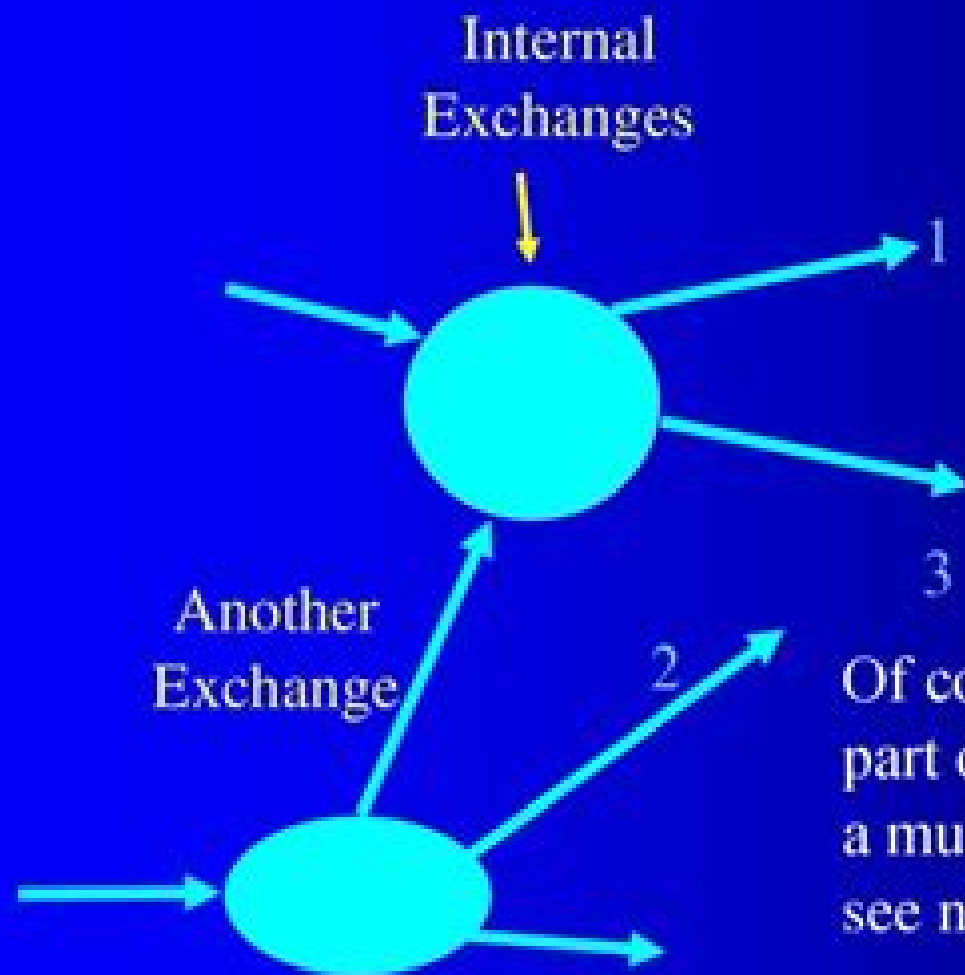 Internal
Exchanges
1
3
Another
Exchange
2
Of co
part o
a mu
see n